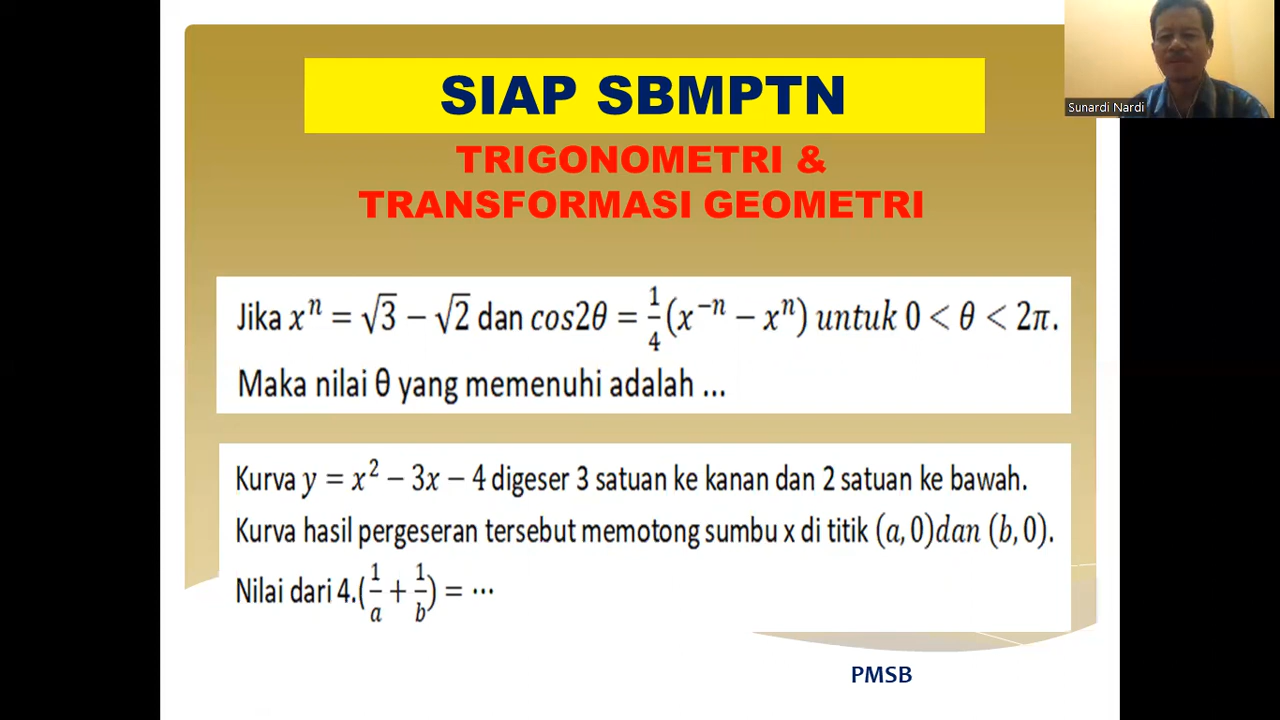 SIAP SBMPTN
Sunardi Nardi
TRIGONOMETRI &
TRANSFORMASI GEOMETRI
Jika xⁿ = √3 − √2 dan cos2θ = 1/4 (x⁻ⁿ − xⁿ) untuk 0 < θ < 2π.
Maka nilai θ yang memenuhi adalah ...
Kurva y = x² − 3x − 4 digeser 3 satuan ke kanan dan 2 satuan ke bawah.
Kurva hasil pergeseran tersebut memotong sumbu x di titik (a, 0)dan (b, 0).
Nilai dari 4.(1/a + 1/b) = ⋯
PMSB